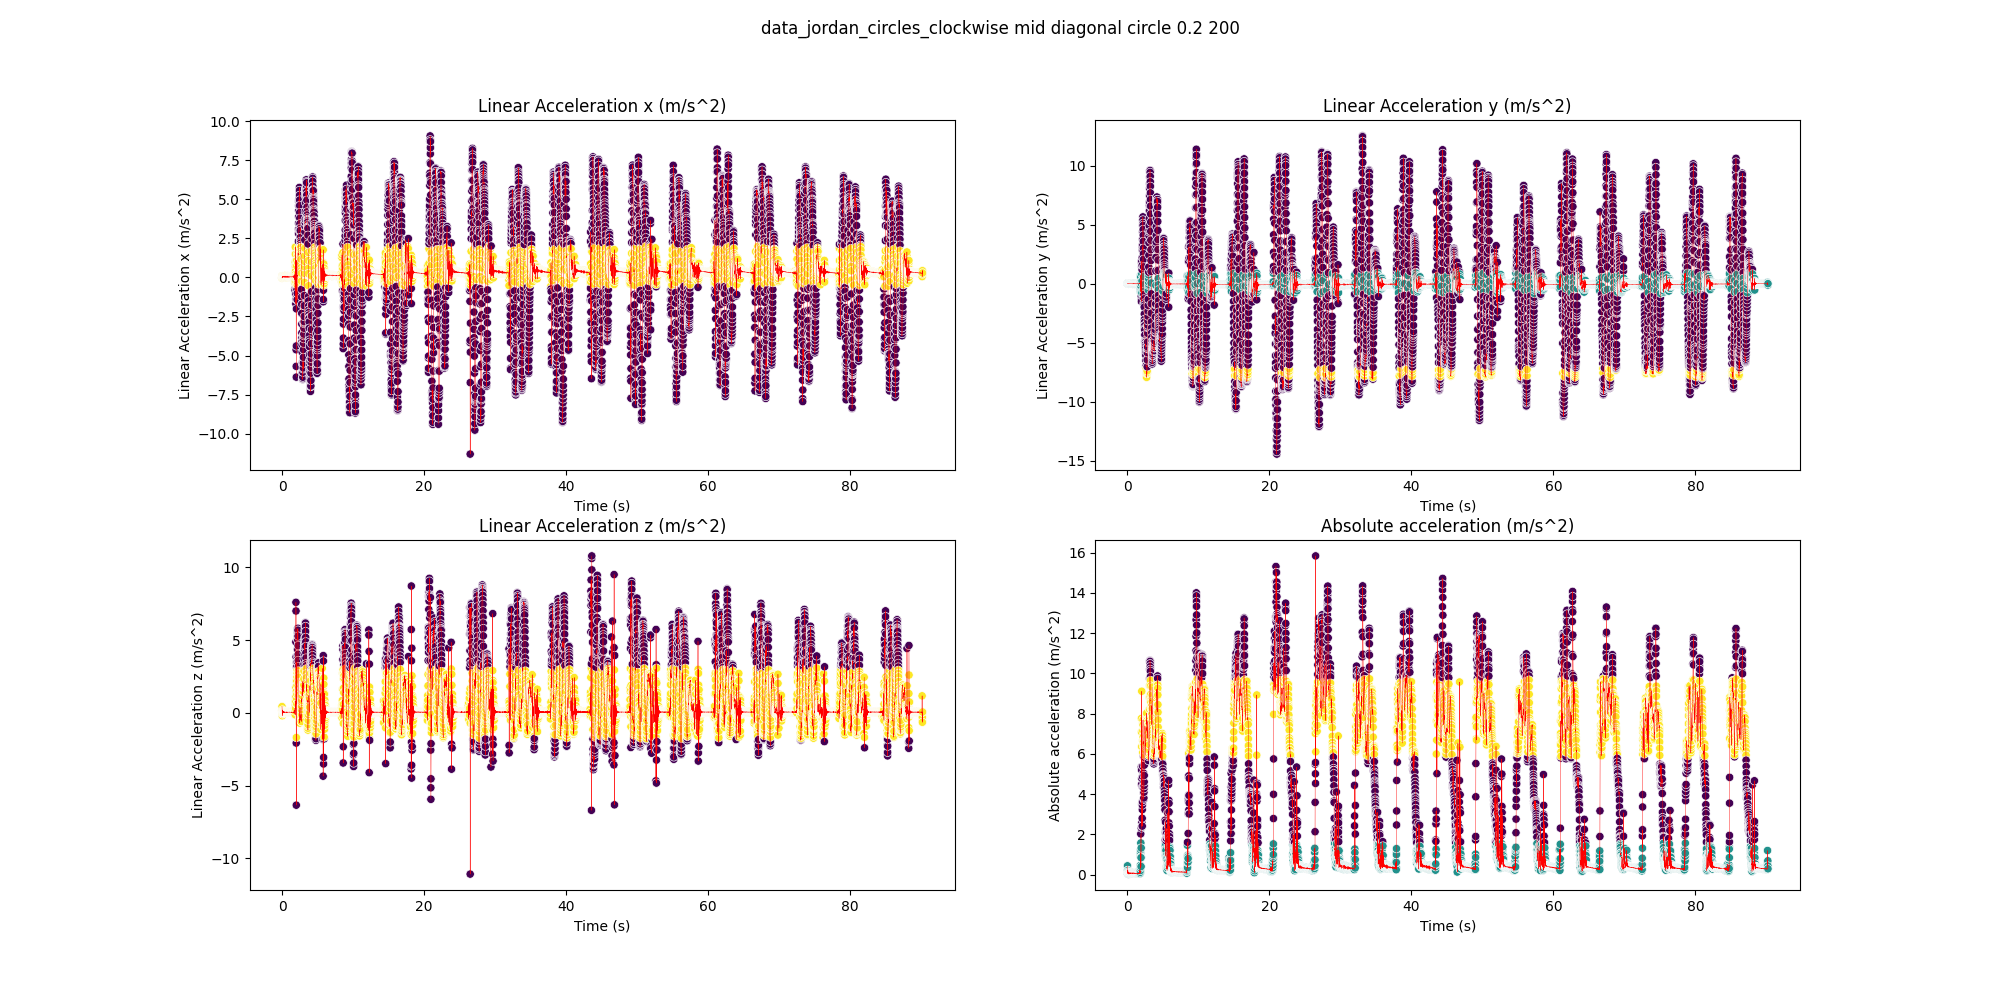 data_jordan_circles_clockwise mid diagonal circle 0.2 200
Linear Acceleration x (m/s^2)
Linear Acceleration x (m/s^2)
10.0
7.5
5.0
2.5
0.0
−2.5
−5.0
−7.5
−10.0
0 20 40 60 80
Time (s)
Linear Acceleration y (m/s^2)
Linear Acceleration y (m/s^2)
10
5
0
−5
−10
−15
0 20 40 60 80
Time (s)
Linear Acceleration z (m/s^2)
Linear Acceleration z (m/s^2)
10
5
0
−5
−10
0 20 40 60 80
Time (s)
Absolute acceleration (m/s^2)
Absolute acceleration (m/s^2)
16
14
12
10
8
6
4
2
0
0 20 40 60 80
Time (s)